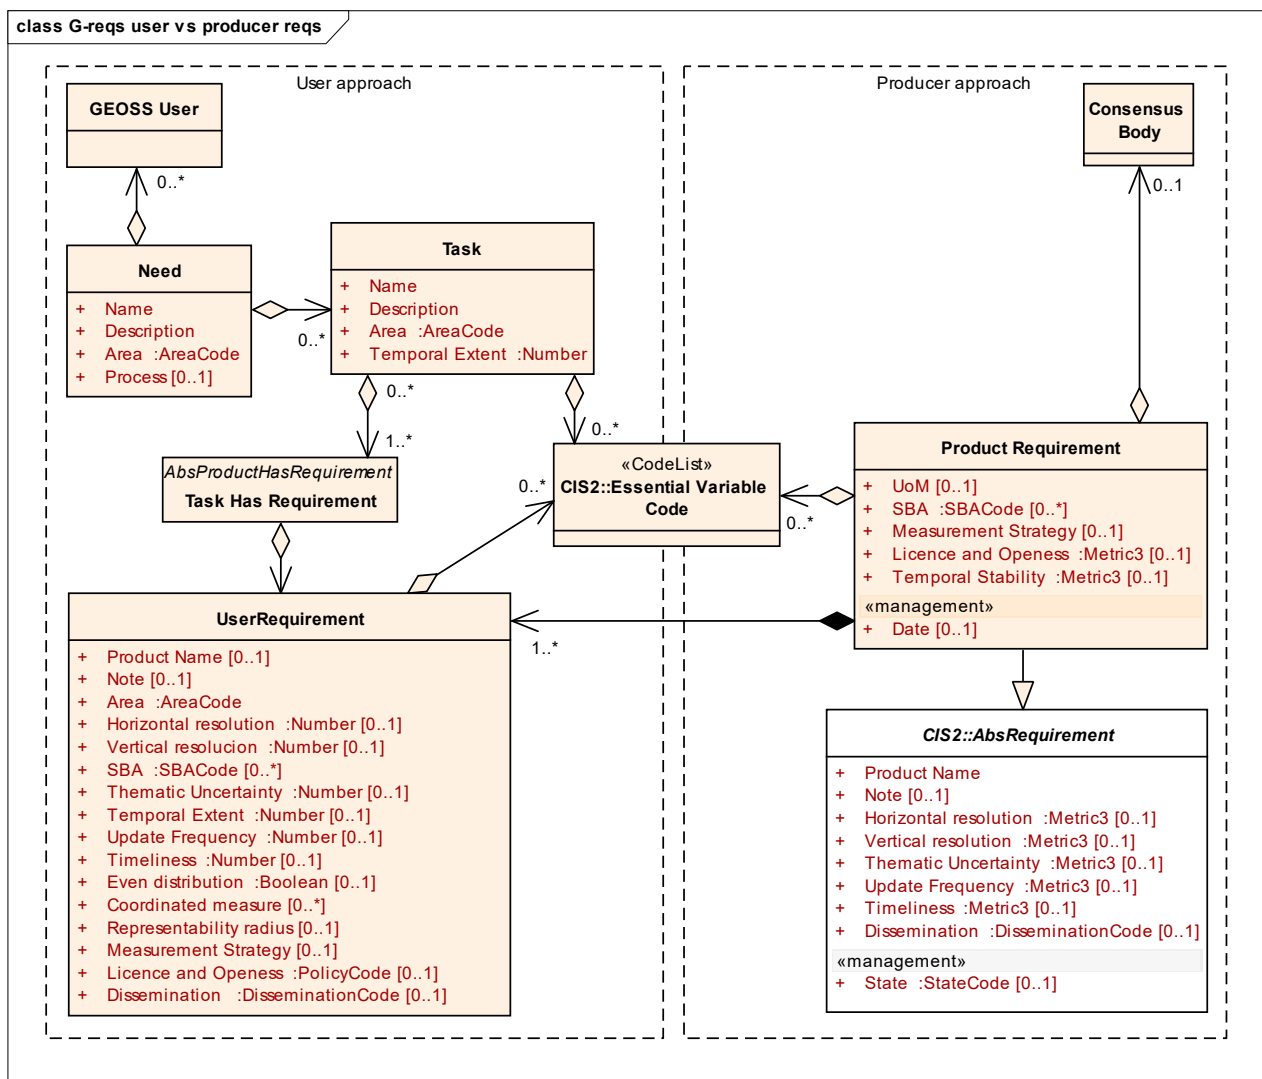 class G-reqs user vs producer reqs
User approach
GEOSS User
0..*
Need
+ Name
+ Description
+ Area :AreaCode
+ Process [0..1]
0..*
Task
+ Name
+ Description
+ Area :AreaCode
+ Temporal Extent :Number
0..*
1..*
0..*
AbsProductHasRequirement
Task Has Requirement
0..*
«CodeList»
CIS2::Essential Variable
Code
UserRequirement
+ Product Name [0..1]
+ Note [0..1]
+ Area :AreaCode
+ Horizontal resolution :Number [0..1]
+ Vertical resolucion :Number [0..1]
+ SBA :SBACode [0..*]
+ Thematic Uncertainty :Number [0..1]
+ Temporal Extent :Number [0..1]
+ Update Frequency :Number [0..1]
+ Timeliness :Number [0..1]
+ Even distribution :Boolean [0..1]
+ Coordinated measure [0..*]
+ Representability radius [0..1]
+ Measurement Strategy [0..1]
+ Licence and Openess :PolicyCode [0..1]
+ Dissemination :DisseminationCode [0..1]
Producer approach
Consensus
Body
0..1
Product Requirement
+ UoM [0..1]
+ SBA :SBACode [0..*]
+ Measurement Strategy [0..1]
+ Licence and Openess :Metric3 [0..1]
+ Temporal Stability :Metric3 [0..1]
«management»
+ Date [0..1]
0..*
1..*
CIS2::AbsRequirement
+ Product Name
+ Note [0..1]
+ Horizontal resolution :Metric3 [0..1]
+ Vertical resolution :Metric3 [0..1]
+ Thematic Uncertainty :Metric3 [0..1]
+ Update Frequency :Metric3 [0..1]
+ Timeliness :Metric3 [0..1]
+ Dissemination :DisseminationCode [0..1]
«management»
+ State :StateCode [0..1]